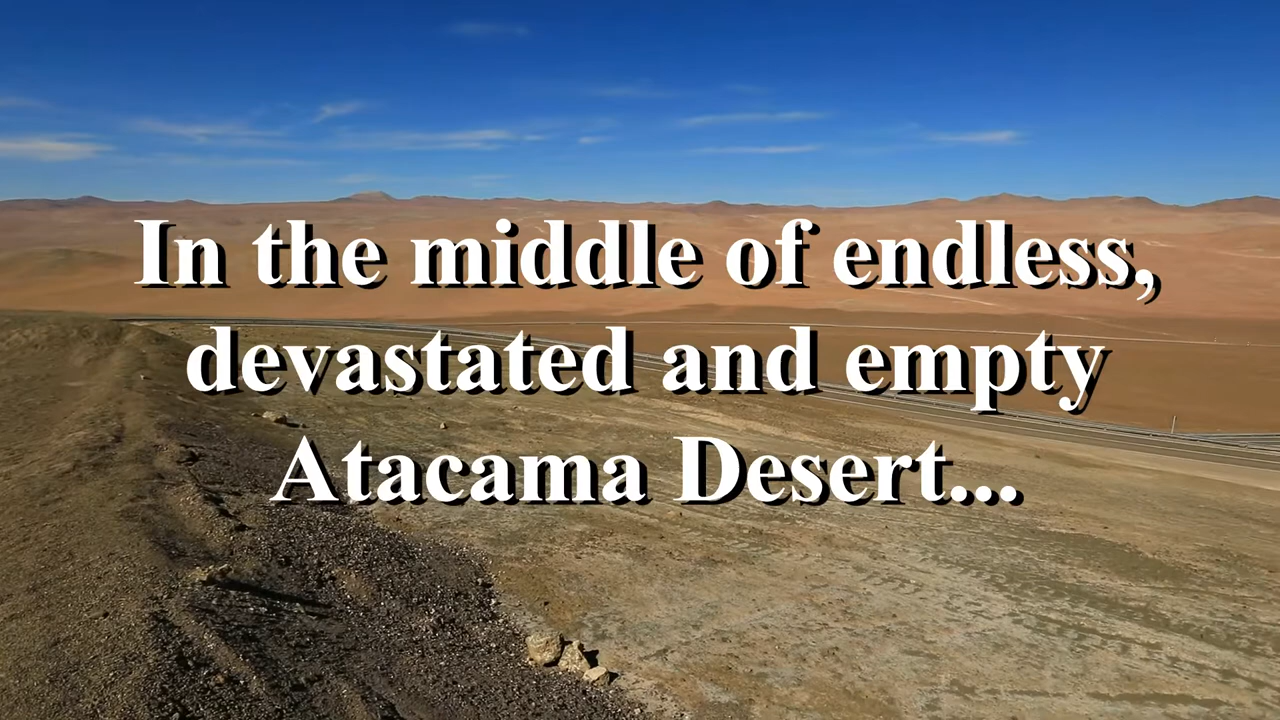 In the middle of endless,
devastated and empty
Atacama Desert...